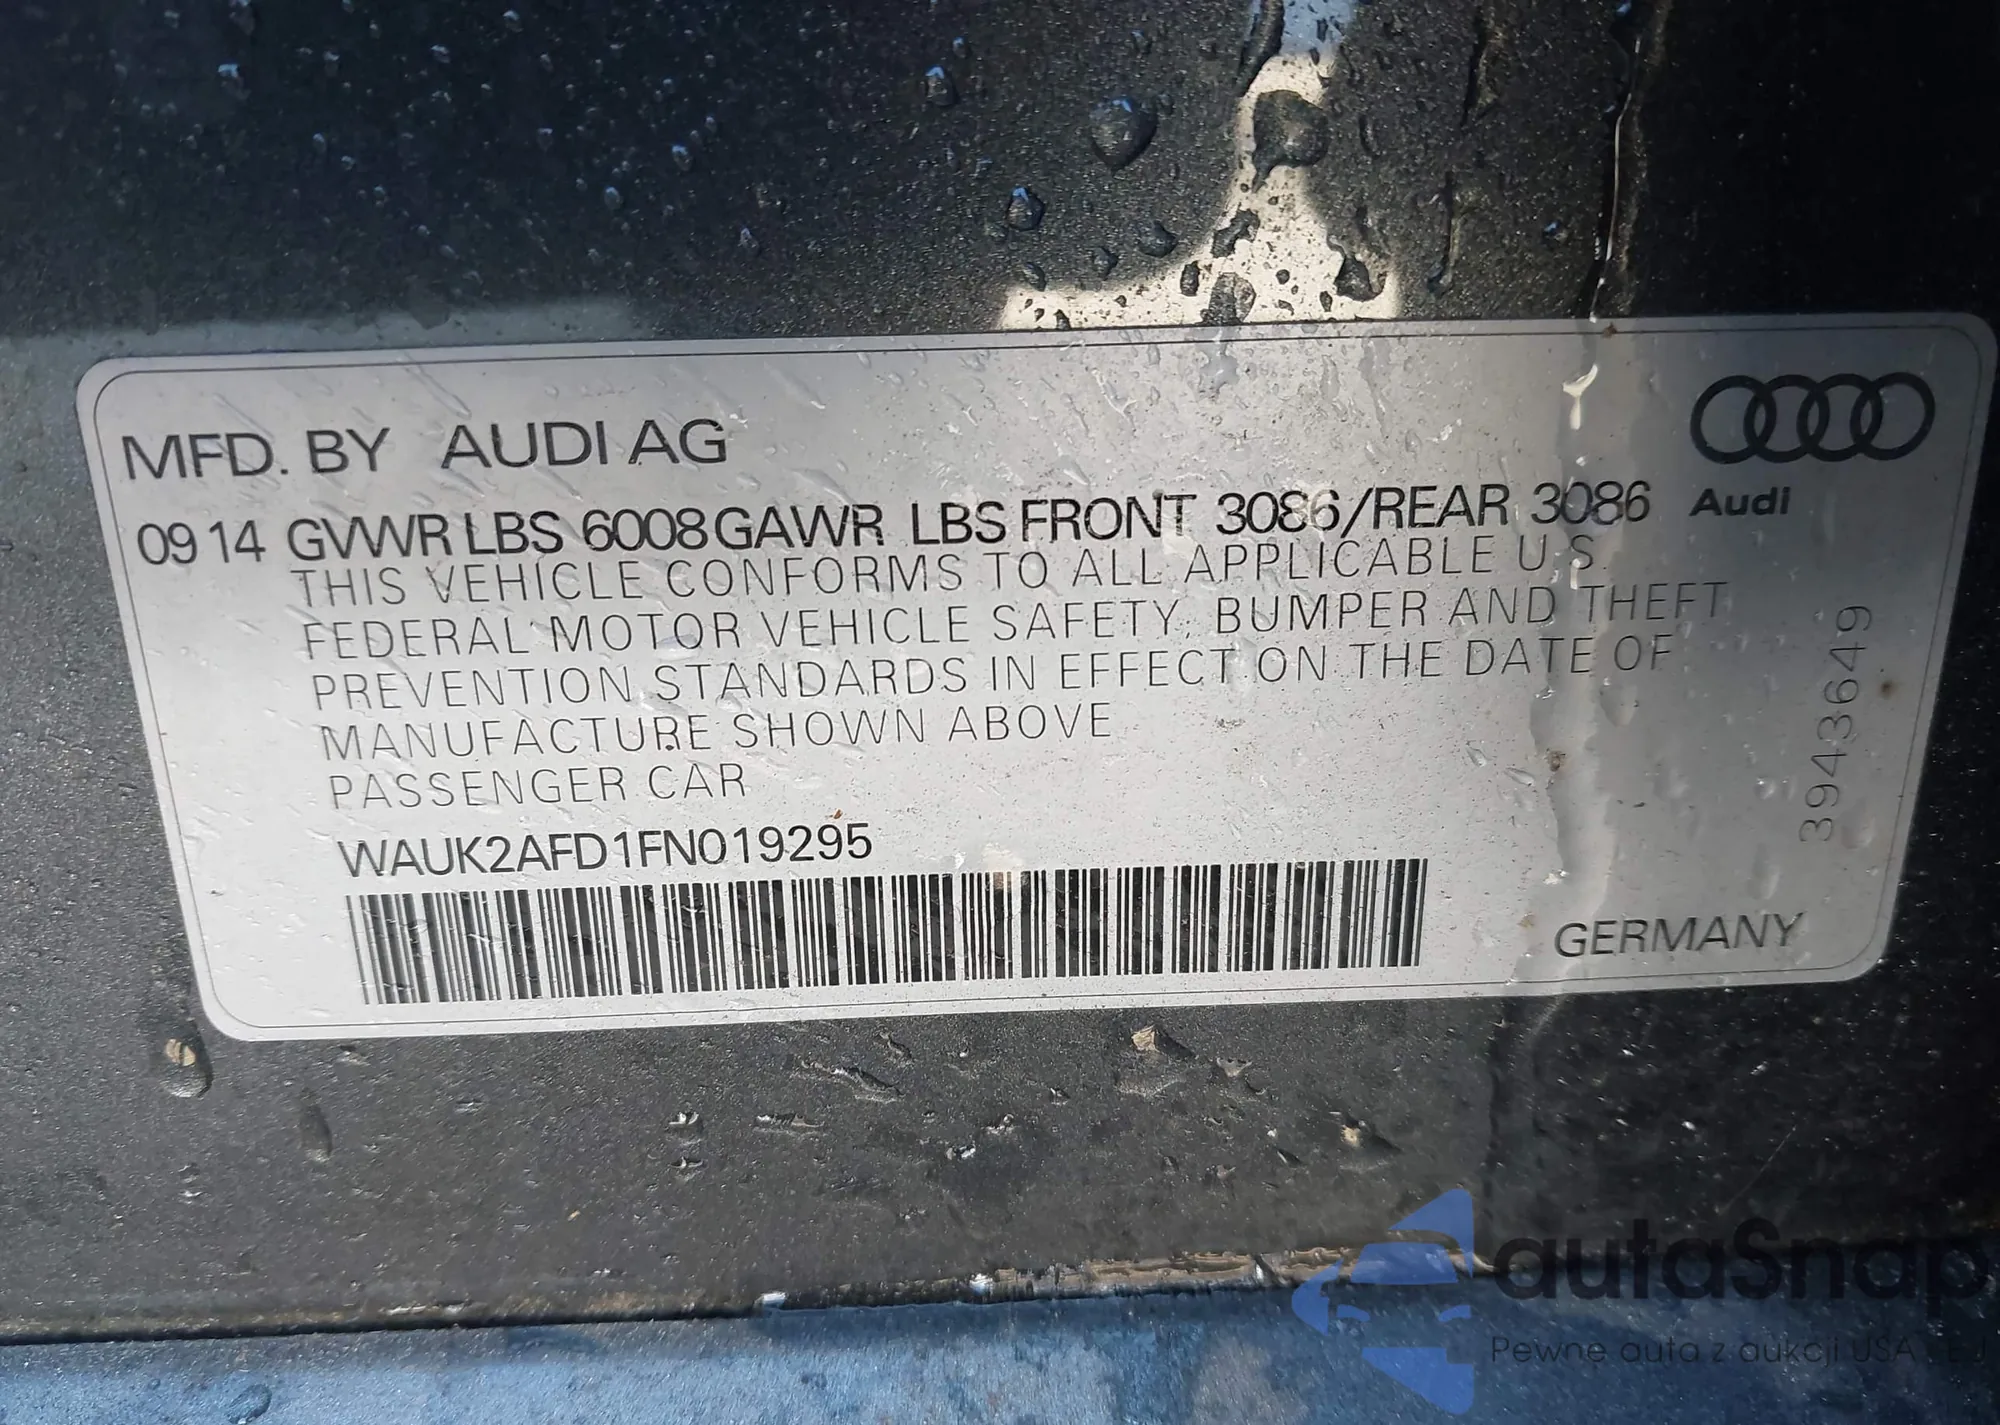 MFD. BY AUDI AG
09 14 GVWR LBS 6008 GAWR LBS FRONT 3086/REAR 3086
Audi
THIS VEHICLE CONFORMS TO ALL APPLICABLE U.S.
FEDERAL MOTOR VEHICLE SAFETY, BUMPER AND THEFT
PREVENTION STANDARDS IN EFFECT ON THE DATE OF
MANUFACTURE SHOWN ABOVE
PASSENGER CAR
3943649
WAUK2AFD1FN019295
GERMANY
autaSnap
Pewne auta z aukcji USA